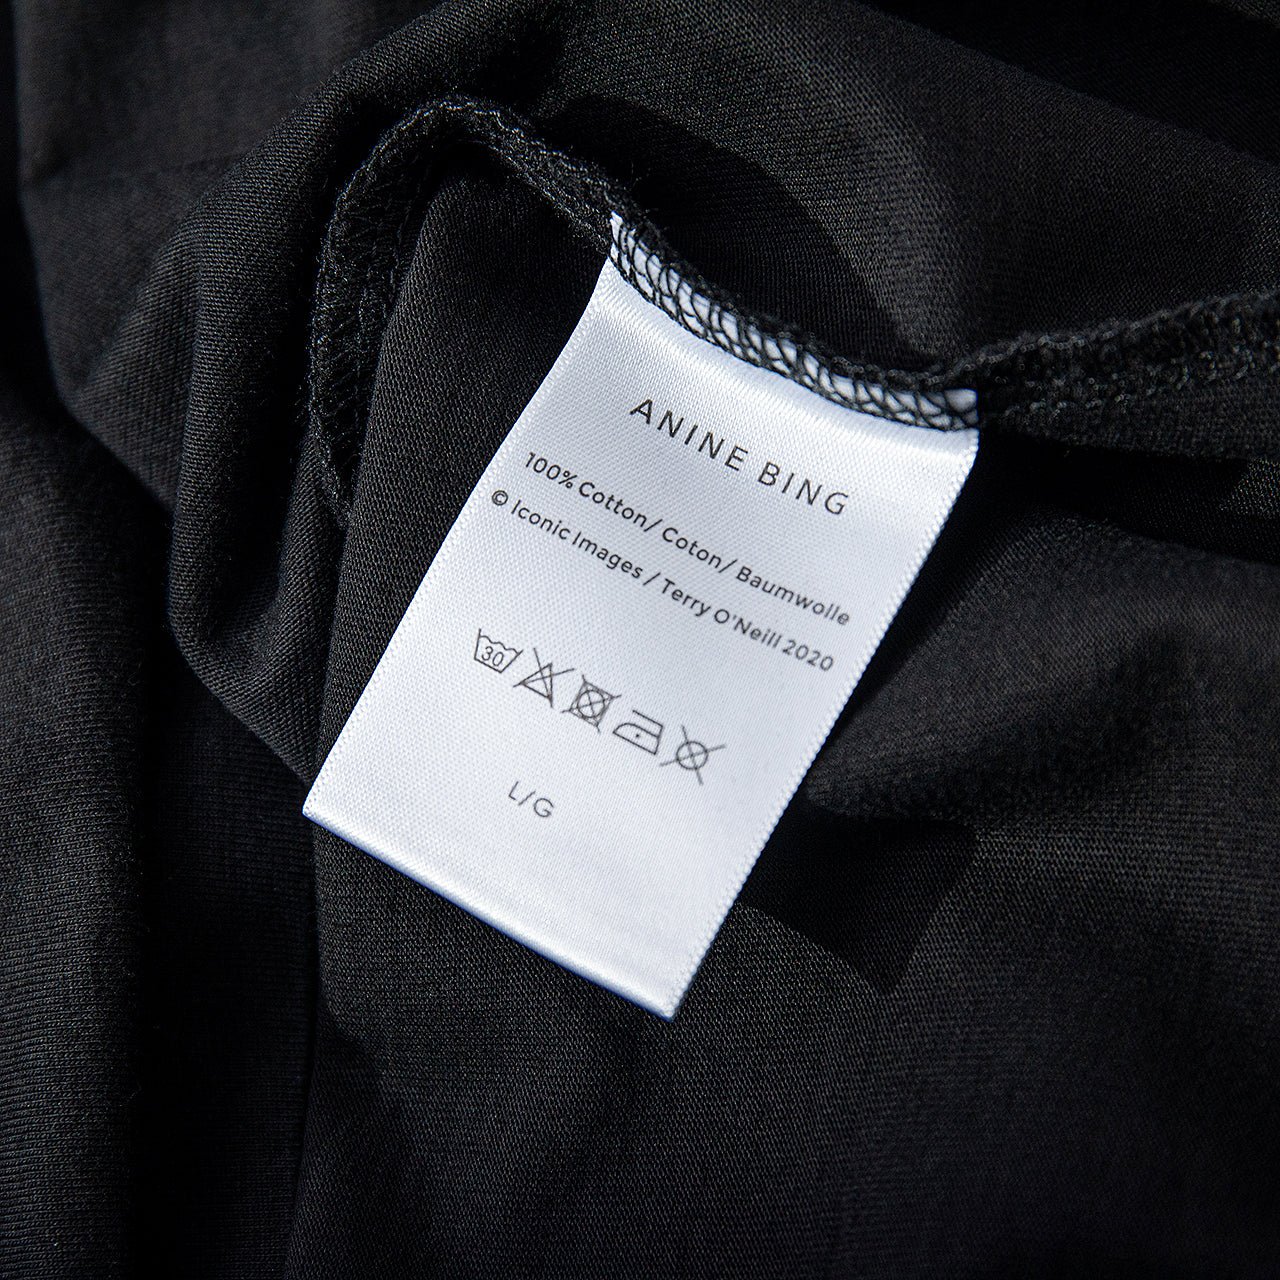 ANINE BING
100% Cotton/ Coton/ Baumwolle
© Iconic Images / Terry O'Neill 2020
30
L/G